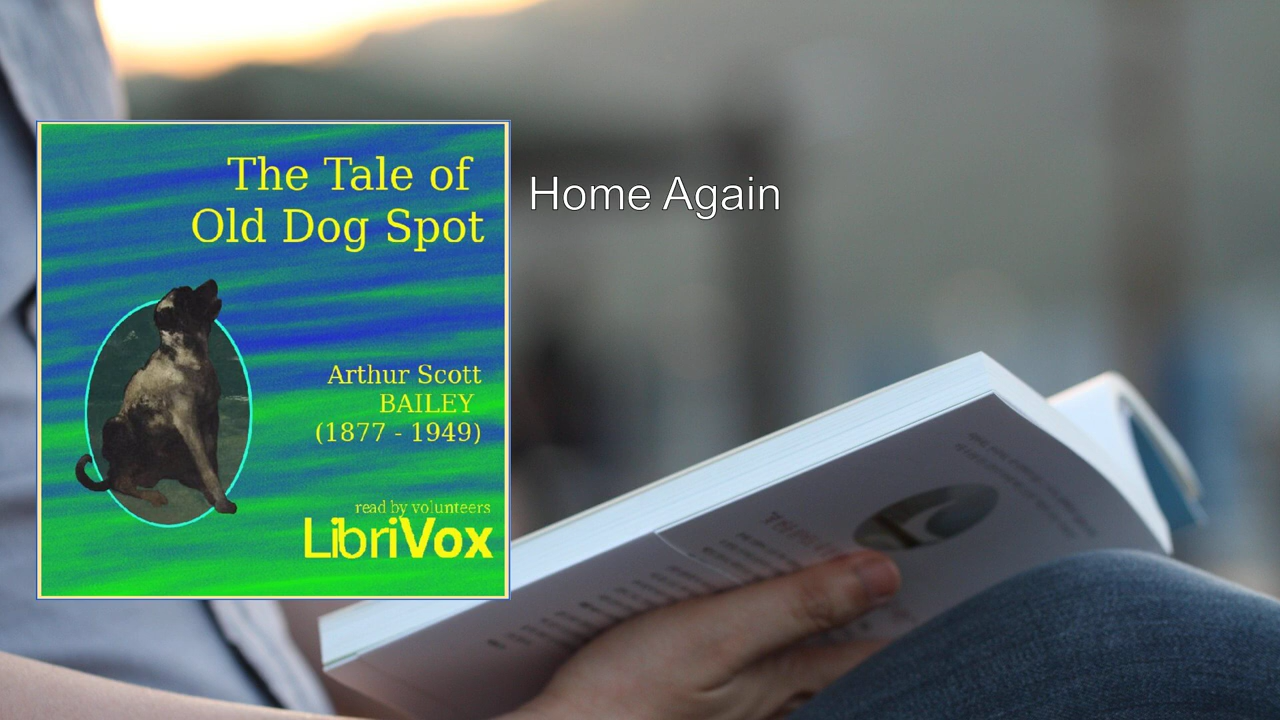 The Tale of
Old Dog Spot
Arthur Scott
BAILEY
(1877 - 1949)
read by volunteers
LibriVox
Home Again